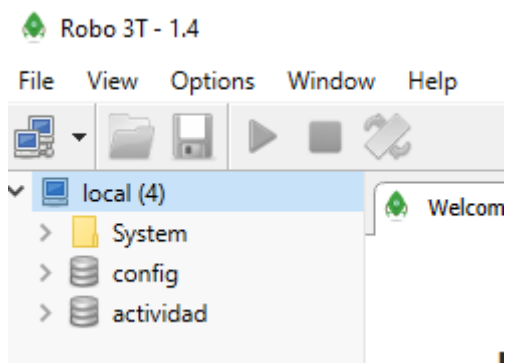 Robo 3T - 1.4
File View Options Window Help
local (4)
Welcom
System
config
actividad